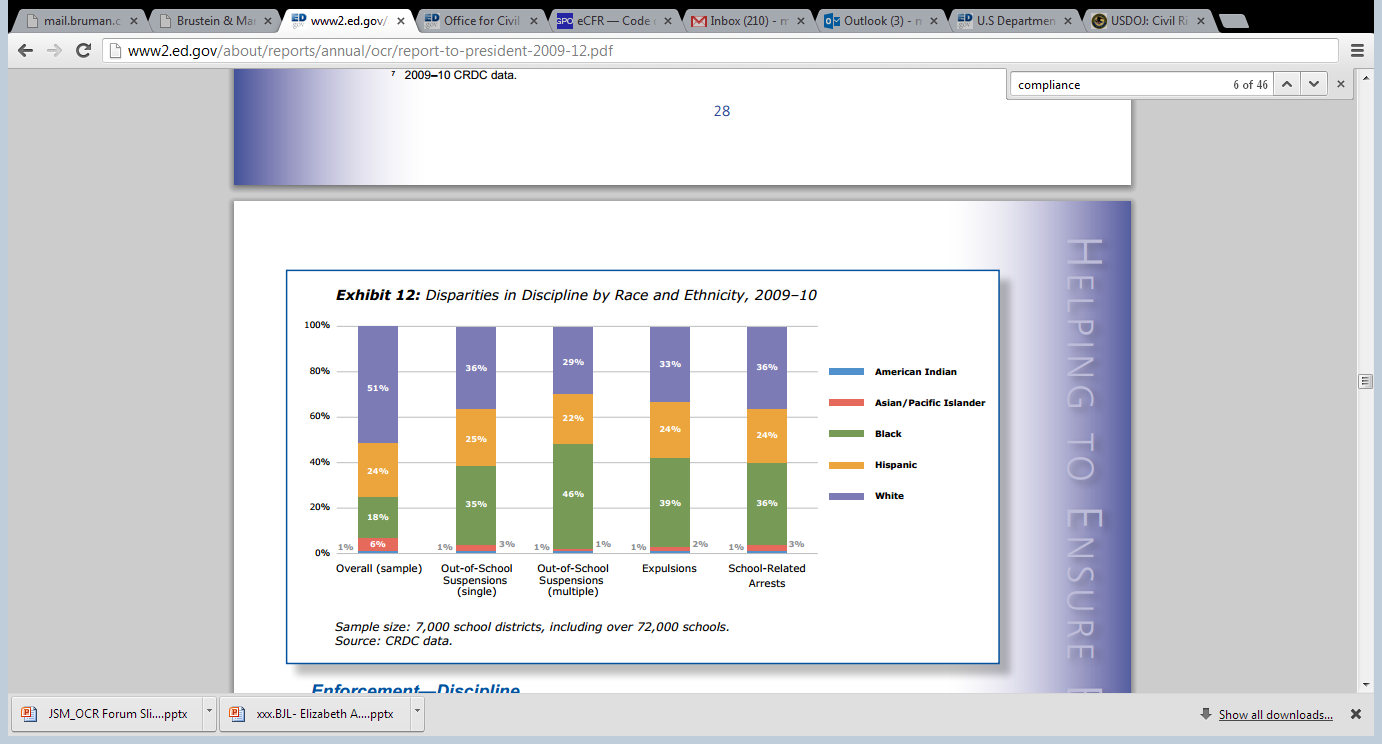 mail.bruman.c
Brustein & Ma
www2.ed.gov/
Office for Civil
eCFR — Code
Inbox (210) - m
Outlook (3) - m
U.S Departmen
USDOJ: Civil Ri
www2.ed.gov/about/reports/annual/ocr/report-to-president-2009-12.pdf
compliance 6 of 46
7 2009–10 CRDC data.
28
HELPING TO ENSURE
Exhibit 12: Disparities in Discipline by Race and Ethnicity, 2009–10
100%
80%
60%
40%
20%
0%
51%
24%
18%
6%
1%
36%
25%
35%
1%
3%
29%
22%
46%
1%
1%
33%
24%
39%
1%
2%
36%
24%
36%
1%
3%
Overall (sample)
Out-of-School
Suspensions
(single)
Out-of-School
Suspensions
(multiple)
Expulsions
School-Related
Arrests
American Indian
Asian/Pacific Islander
Black
Hispanic
White
Sample size: 7,000 school districts, including over 72,000 schools.
Source: CRDC data.
Enforcement—Discipline
JSM_OCR Forum Sli....pptx
xxx.BJL- Elizabeth A....pptx
Show all downloads...